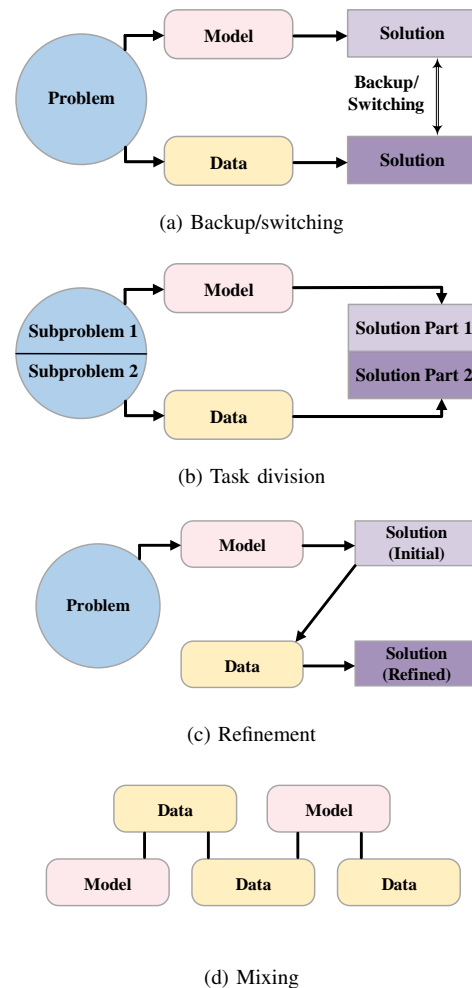 Model
Solution
Problem
Backup/
Switching
Data
Solution
(a) Backup/switching
Model
Subproblem 1
Solution Part 1
Subproblem 2
Solution Part 2
Data
(b) Task division
Model
Solution
(Initial)
Problem
Data
Solution
(Refined)
(c) Refinement
Data
Model
Model
Data
Data
(d) Mixing